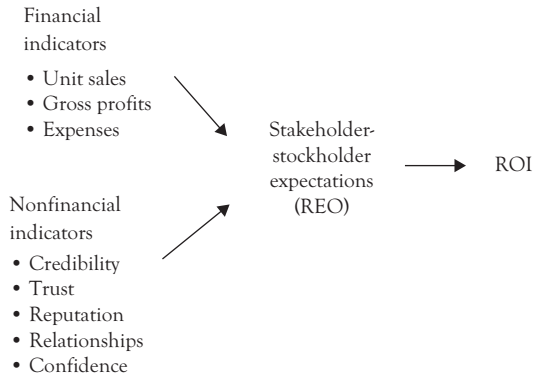 Financial
indicators
• Unit sales
• Gross profits
• Expenses
Stakeholder-
stockholder
expectations
(REO)
ROI
Nonfinancial
indicators
• Credibility
• Trust
• Reputation
• Relationships
• Confidence